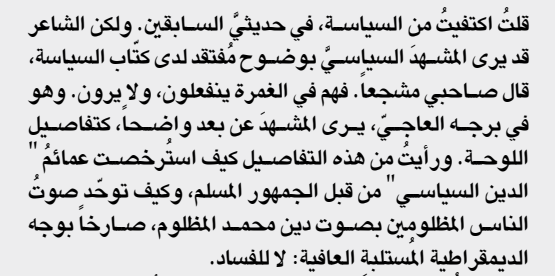 قلتُ اكتفيتُ من السياسة، في حديثيَّ السابقين. ولكن الشاعر
قد يرى المشهدَ السياسيَّ بوضوح مُفتقد لدى كتّاب السياسة،
قال صاحبي مشجعاً. فهم في الغمرة ينفعلون، ولا يرون. وهو
في برجه العاجيّ، يرى المشهدَ عن بعد واضحاً، كتفاصيل
اللوحة. ورأيتُ من هذه التفاصيل كيف استُرخصت عمائمُ "
الدين السياسي" من قبل الجمهور المسلم، وكيف توحّد صوتُ
الناس المظلومين بصوت دين محمد المظلوم، صارخاً بوجه
الديمقراطية المُستلبة العافية: لا للفساد.